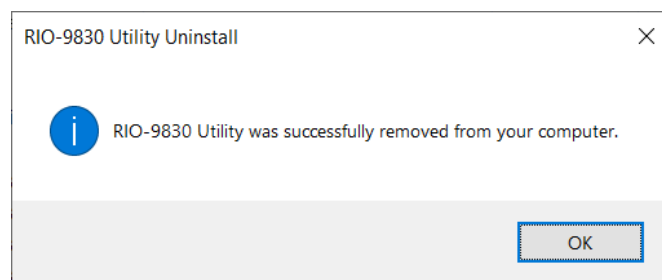 RIO-9830 Utility Uninstall
RIO-9830 Utility was successfully removed from your computer.
OK